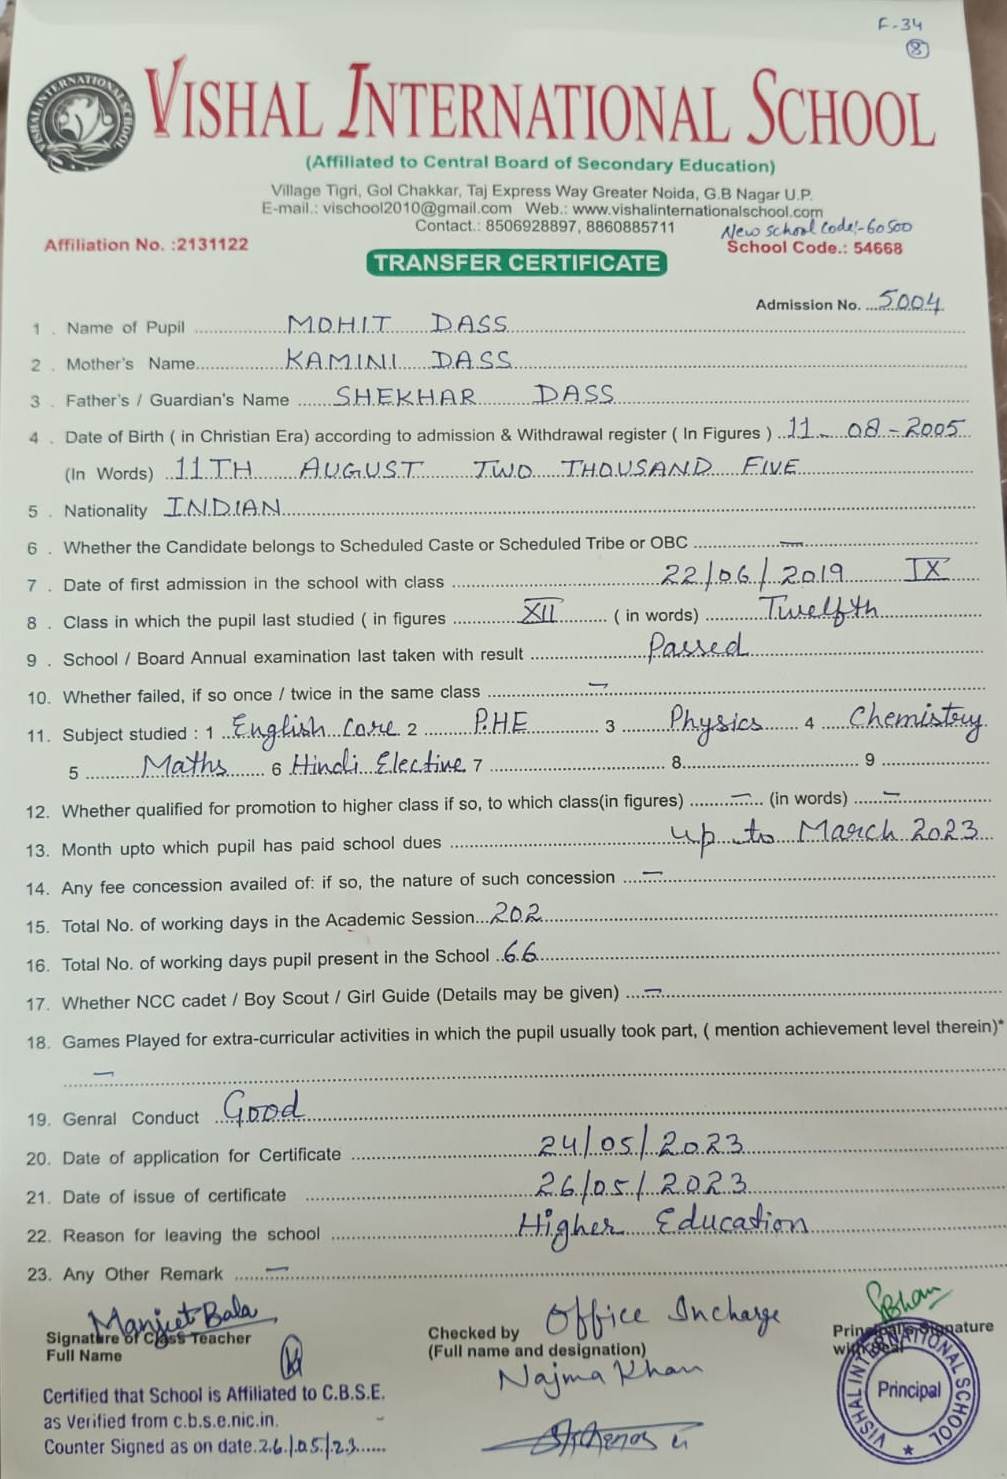 F-34
8
VISHAL INTERNATIONAL SCHOOL
VISHAL INTERNATIONAL SCHOOL
(Affiliated to Central Board of Secondary Education)
Village Tigri, Gol Chakkar, Taj Express Way Greater Noida, G.B Nagar U.P.
E-mail.: vischool2010@gmail.com Web.: www.vishalinternationalschool.com
Contact.: 8506928897, 8860885711
New school code:-60500
Affiliation No. :2131122 School Code.: 54668
TRANSFER CERTIFICATE
Admission No. ...5004
1 . Name of Pupil MOHIT DASS
2 . Mother's Name KAMINI DASS
3 . Father's / Guardian's Name SHEKHAR DASS
4 . Date of Birth ( in Christian Era) according to admission & Withdrawal register ( In Figures ) 11 - 08 - 2005
(In Words) 11TH AUGUST TWO THOUSAND FIVE
5 . Nationality INDIAN
6 . Whether the Candidate belongs to Scheduled Caste or Scheduled Tribe or OBC —
7 . Date of first admission in the school with class 22/06/2019 IX
8 . Class in which the pupil last studied ( in figures XII ( in words) Twelfth
9 . School / Board Annual examination last taken with result Passed
10. Whether failed, if so once / twice in the same class —
11. Subject studied : 1 English Core 2 P.HE 3 Physics 4 Chemistry
5 Maths 6 Hindi Elective 7 8. 9
12. Whether qualified for promotion to higher class if so, to which class(in figures) — (in words) —
13. Month upto which pupil has paid school dues up to March 2023
14. Any fee concession availed of: if so, the nature of such concession —
15. Total No. of working days in the Academic Session...202
16. Total No. of working days pupil present in the School ..66
17. Whether NCC cadet / Boy Scout / Girl Guide (Details may be given) —
18. Games Played for extra-curricular activities in which the pupil usually took part, ( mention achievement level therein)*
—
19. Genral Conduct Good
20. Date of application for Certificate 24/05/2023
21. Date of issue of certificate 26/05/2023
22. Reason for leaving the school Higher Education
23. Any Other Remark —
Manjeet Bala
Signature of Class Teacher
Full Name
Checked by Office Incharge
(Full name and designation)
Najma Khan
Principal's Signature
with seal
VISHAL INTERNATIONAL SCHOOL
Principal
Certified that School is Affiliated to C.B.S.E.
as Verified from c.b.s.e.nic.in.
Counter Signed as on date.26/05/23